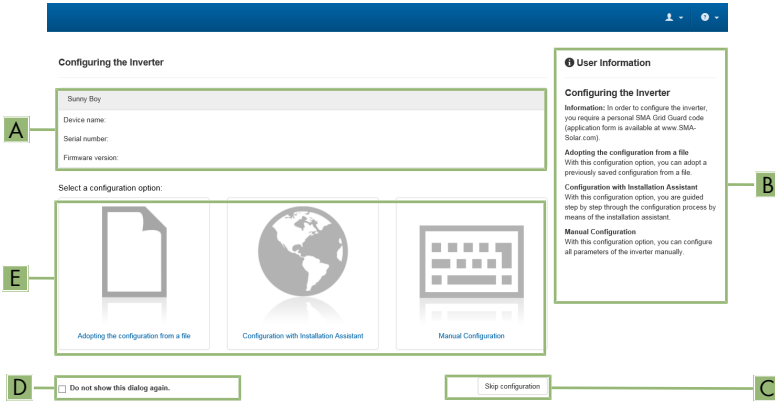 Configuring the Inverter
Sunny Boy
Device name:
Serial number:
Firmware version:
A
Select a configuration option:
E
Adopting the configuration from a file
Configuration with Installation Assistant
Manual Configuration
D
Do not show this dialog again.
Skip configuration
C
User Information
Configuring the Inverter
Information: In order to configure the inverter,
you require a personal SMA Grid Guard code
(application form is available at www.SMA-
Solar.com).
Adopting the configuration from a file
With this configuration option, you can adopt a
previously saved configuration from a file.
Configuration with Installation Assistant
With this configuration option, you are guided
step by step through the configuration process by
means of the installation assistant.
Manual Configuration
With this configuration option, you can configure
all parameters of the inverter manually.
B